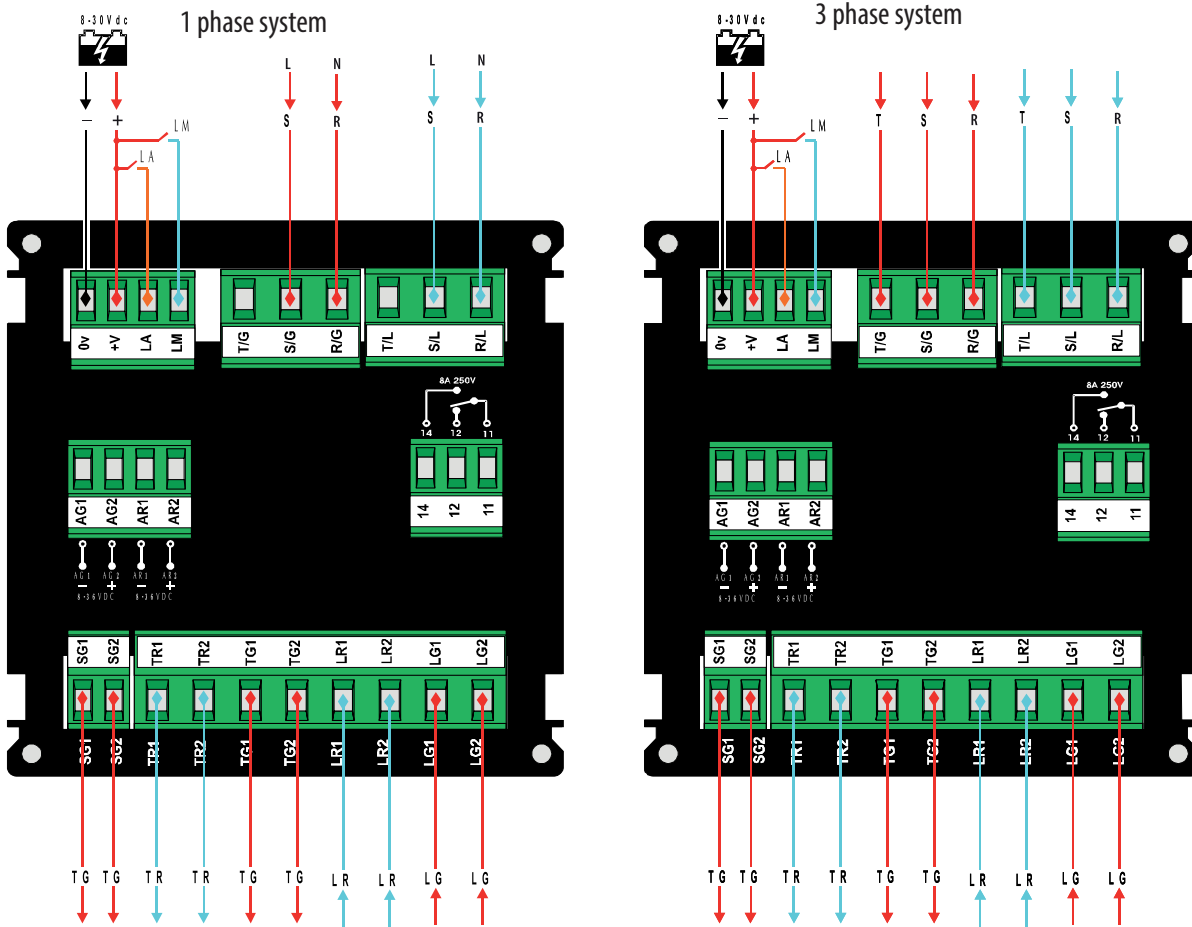 1 phase system
8-30Vdc
L N L N
− +
S R S R
LM
LA
0v +V LA LM T/G S/G R/G T/L S/L R/L
8A 250V
14 12 11
AG1 AG2 AR1 AR2
14 12 11
AG1 AG2 AR1 AR2
− + − +
8-36VDC
SG1 SG2 TR1 TR2 TG1 TG2 LR1 LR2 LG1 LG2
SG1 SG2 TR1 TR2 TG1 TG2 LR1 LR2 LG1 LG2
TG TG TR TR TG TG LR LR LG LG
3 phase system
8-30Vdc
− +
T S R T S R
LM
LA
0v +V LA LM T/G S/G R/G T/L S/L R/L
8A 250V
14 12 11
AG1 AG2 AR1 AR2
14 12 11
AG1 AG2 AR1 AR2
− + − +
8-36VDC
SG1 SG2 TR1 TR2 TG1 TG2 LR1 LR2 LG1 LG2
SG1 SG2 TR1 TR2 TG1 TG2 LR1 LR2 LG1 LG2
TG TG TR TR TG TG LR LR LG LG